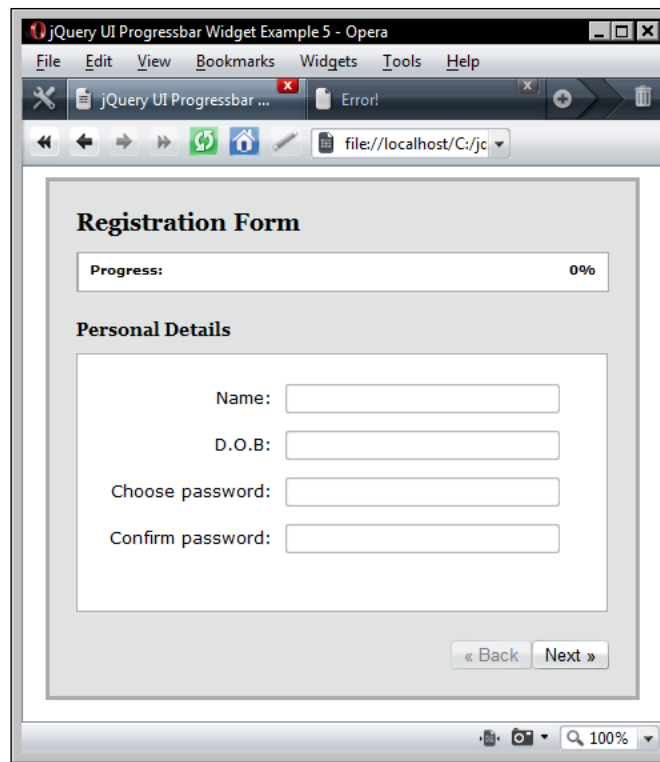 jQuery UI Progressbar Widget Example 5 - Opera
File Edit View Bookmarks Widgets Tools Help
jQuery UI Progressbar ... Error!
file://localhost/C:/jc
Registration Form
Progress: 0%
Personal Details
Name:
D.O.B:
Choose password:
Confirm password:
« Back Next »
100%